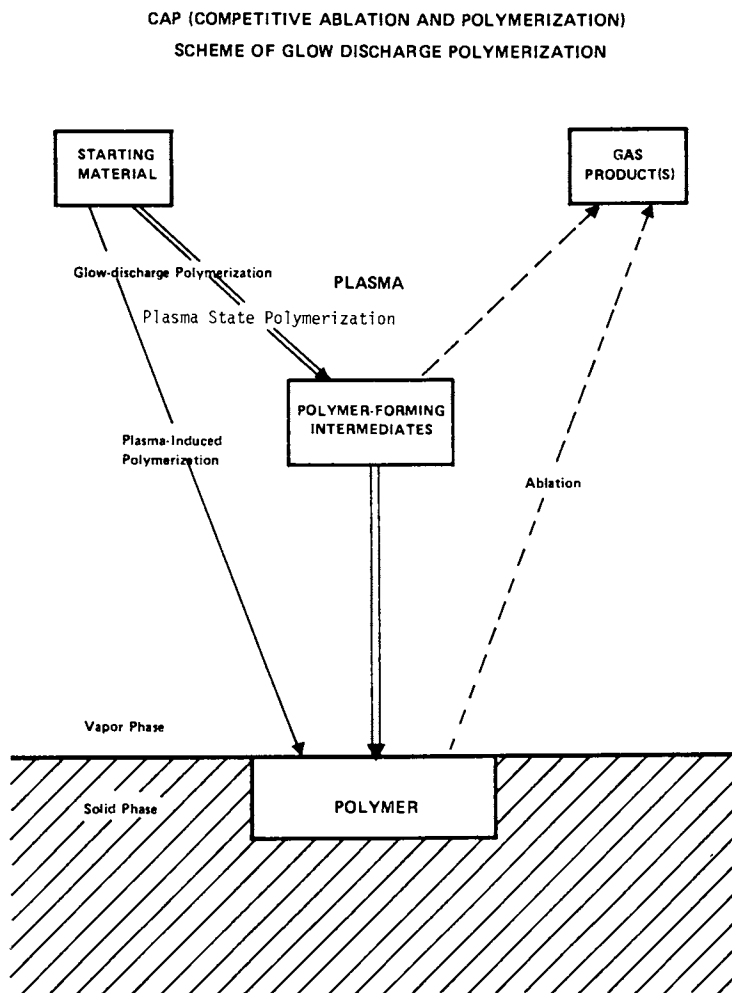 CAP (COMPETITIVE ABLATION AND POLYMERIZATION)
SCHEME OF GLOW DISCHARGE POLYMERIZATION
STARTING
MATERIAL
GAS
PRODUCT(S)
Glow-discharge Polymerization
PLASMA
Plasma State Polymerization
POLYMER-FORMING
INTERMEDIATES
Plasma-Induced
Polymerization
Ablation
Vapor Phase
Solid Phase
POLYMER